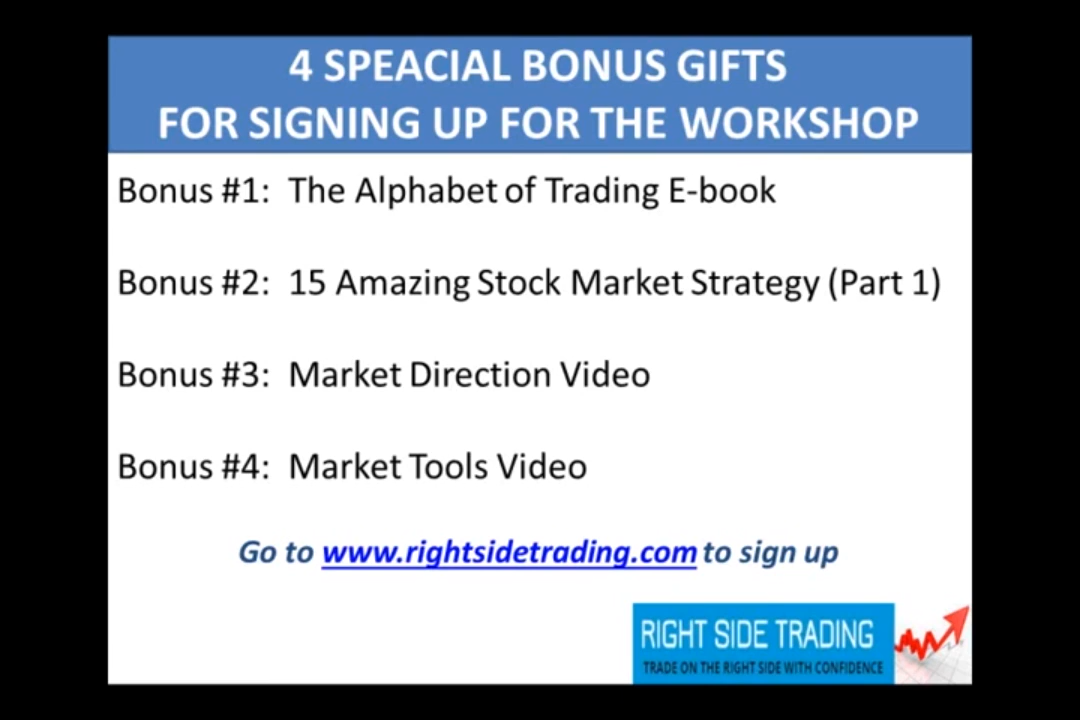 4 SPEACIAL BONUS GIFTS
FOR SIGNING UP FOR THE WORKSHOP
Bonus #1: The Alphabet of Trading E-book
Bonus #2: 15 Amazing Stock Market Strategy (Part 1)
Bonus #3: Market Direction Video
Bonus #4: Market Tools Video
Go to www.rightsidetrading.com to sign up
RIGHT SIDE TRADING
TRADE ON THE RIGHT SIDE WITH CONFIDENCE